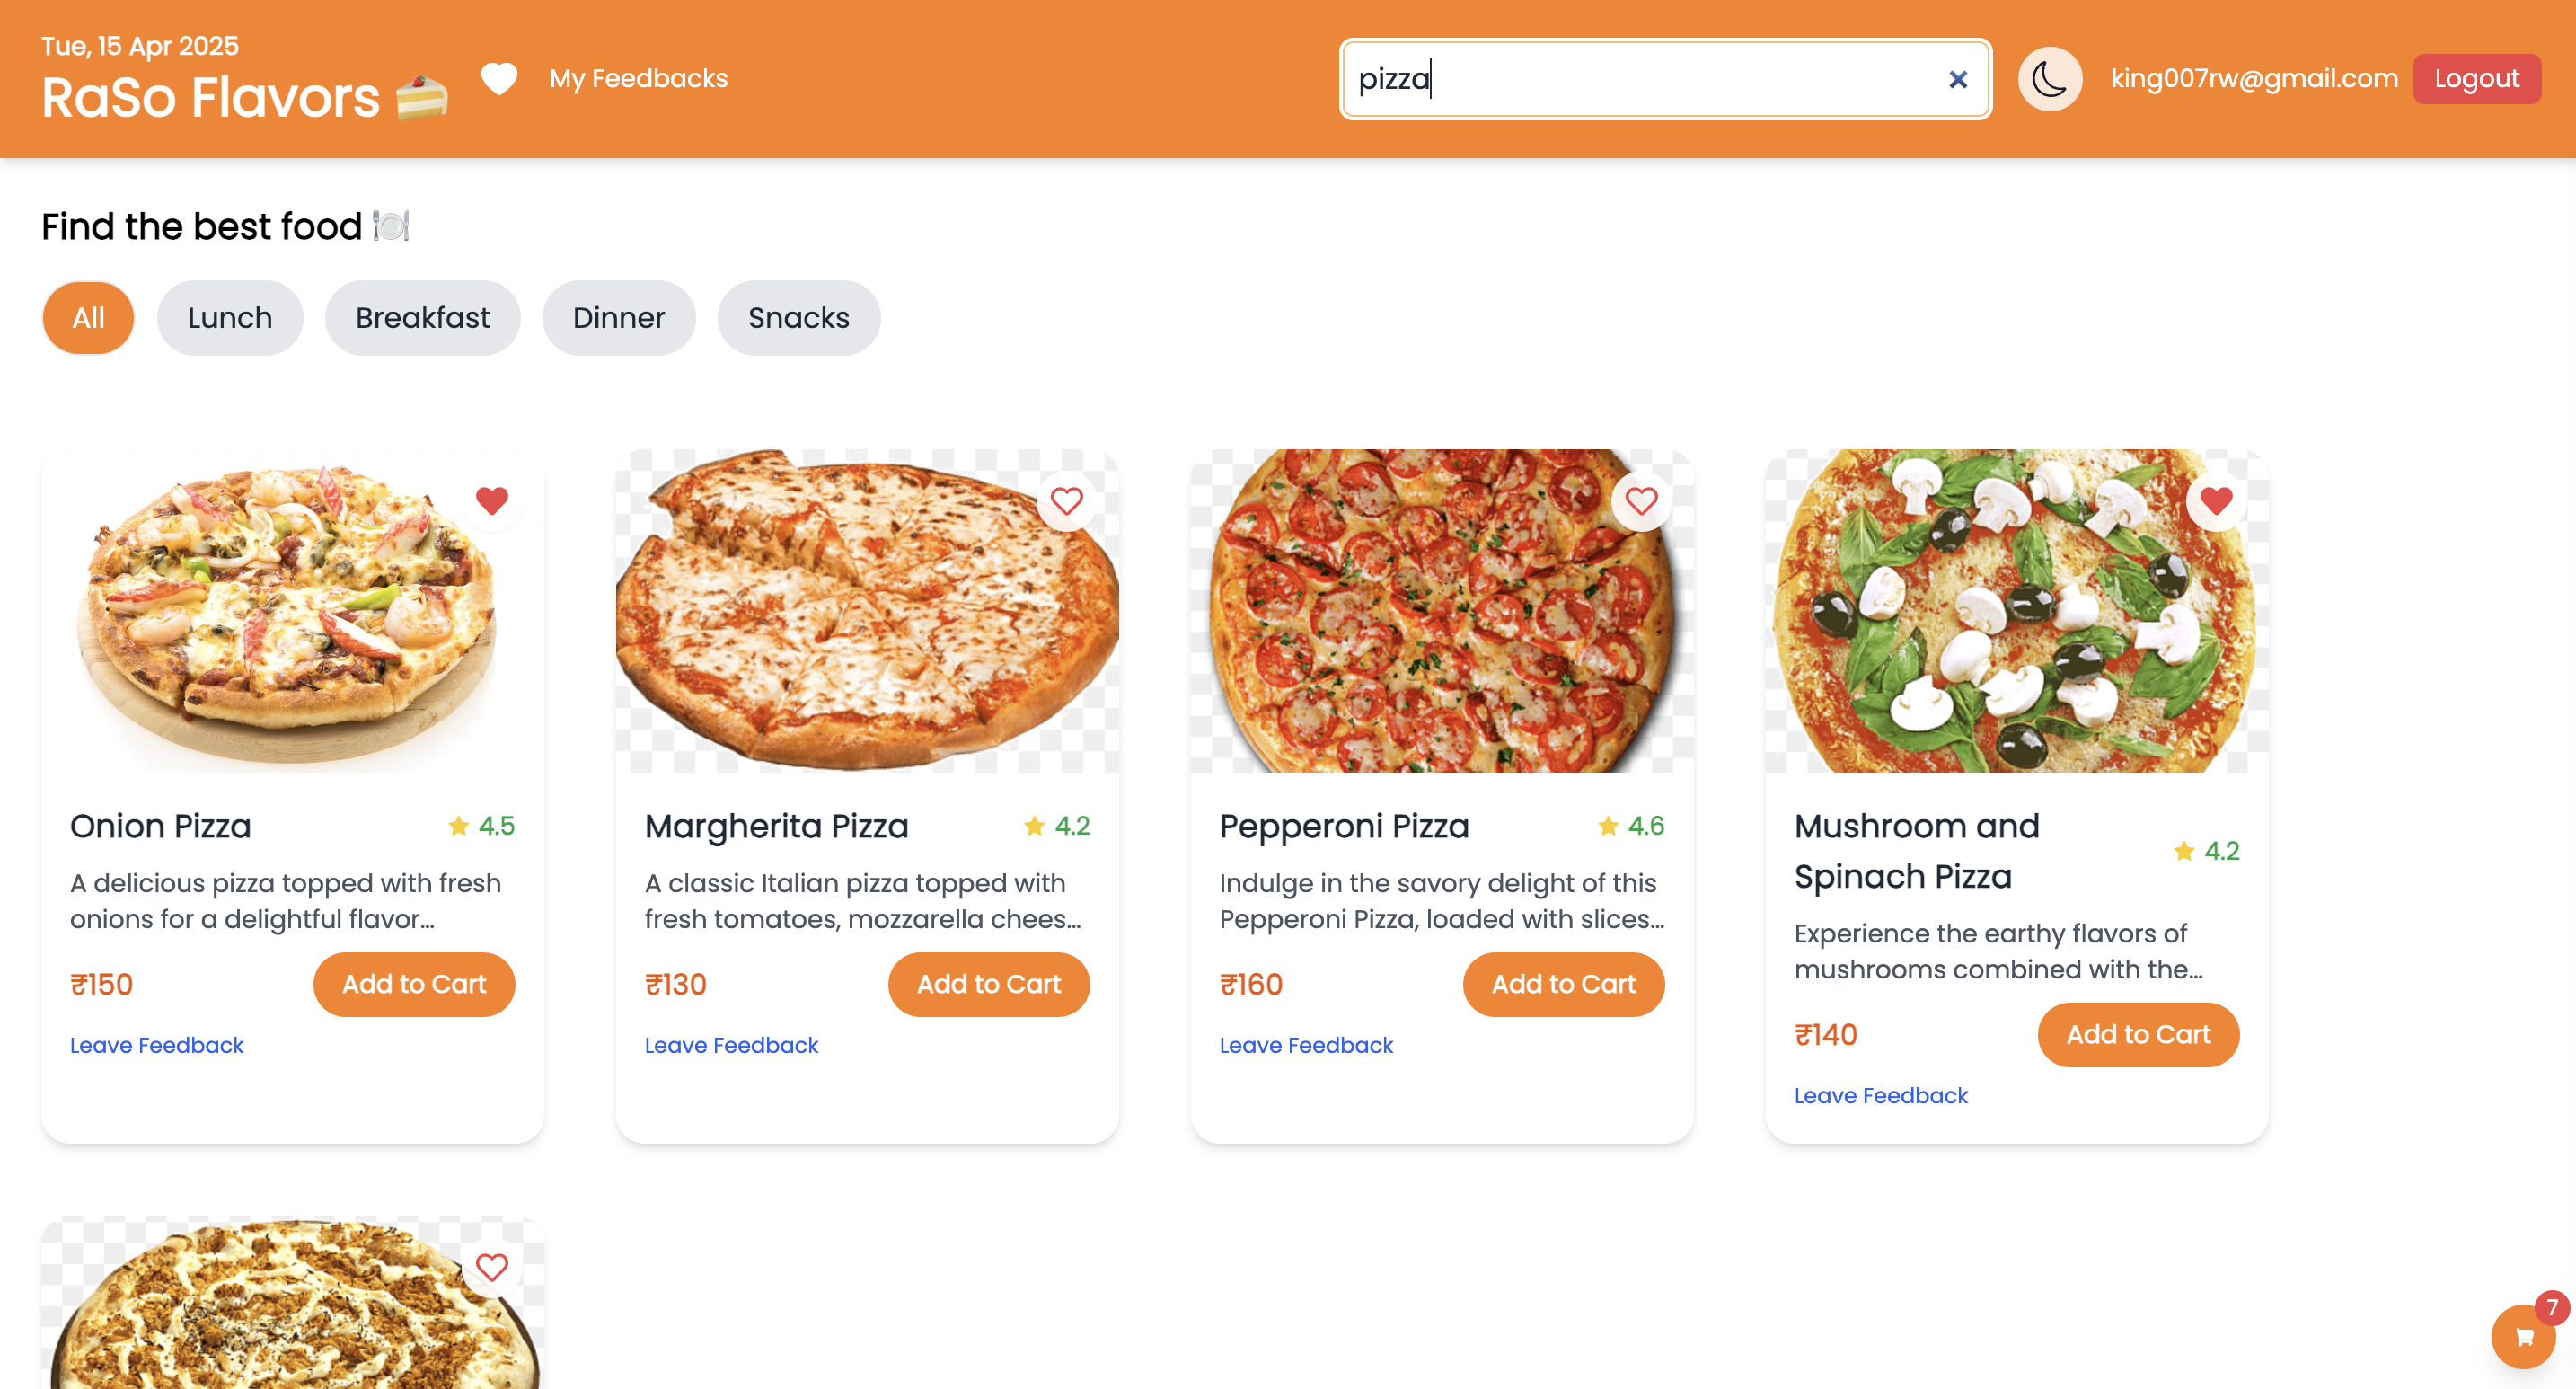 Tue, 15 Apr 2025
RaSo Flavors
My Feedbacks
pizza
king007rw@gmail.com
Logout
Find the best food
All
Lunch
Breakfast
Dinner
Snacks
Onion Pizza
4.5
A delicious pizza topped with fresh
onions for a delightful flavor...
₹150
Add to Cart
Leave Feedback
Margherita Pizza
4.2
A classic Italian pizza topped with
fresh tomatoes, mozzarella chees...
₹130
Add to Cart
Leave Feedback
Pepperoni Pizza
4.6
Indulge in the savory delight of this
Pepperoni Pizza, loaded with slices...
₹160
Add to Cart
Leave Feedback
Mushroom and
Spinach Pizza
4.2
Experience the earthy flavors of
mushrooms combined with the...
₹140
Add to Cart
Leave Feedback
7